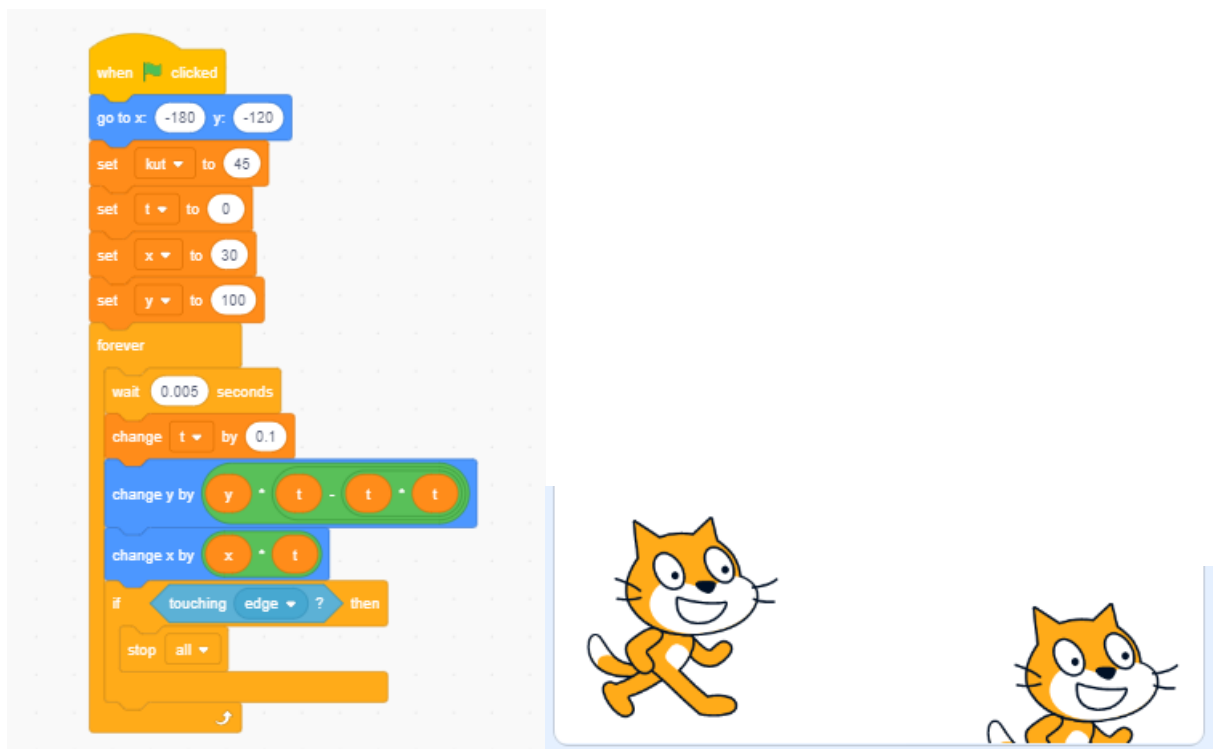 when clicked
go to x: -180 y: -120
set kut to 45
set t to 0
set x to 30
set y to 100
forever
wait 0.005 seconds
change t by 0.1
change y by y * t - t * t
change x by x * t
if touching edge ? then
stop all